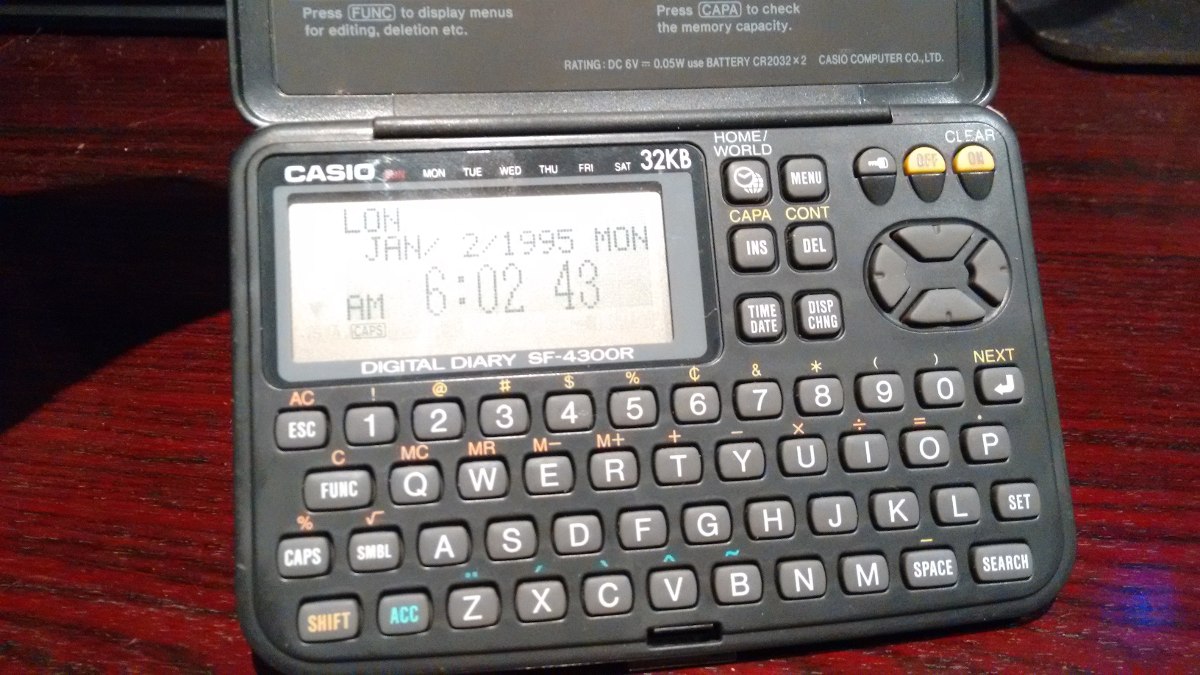 Press FUNC to display menus
for editing, deletion etc.
Press CAPA to check
the memory capacity.
RATING: DC 6V ⎓ 0.05W use BATTERY CR2032×2 CASIO COMPUTER CO.,LTD.
CASIO SUN MON TUE WED THU FRI SAT 32KB
LON
JAN/ 2/1995 MON
AM 6:02 43
CAPS
DIGITAL DIARY SF-4300R
HOME/
WORLD
MENU
CLEAR
OFF ON
CAPA CONT
INS DEL
TIME
DATE
DISP
CHNG
AC ! @ # $ % ¢ & * ( ) NEXT
ESC 1 2 3 4 5 6 7 8 9 0 ↵
C MC MR M− M+ + − × ÷ = ·
FUNC Q W E R T Y U I O P
% √
CAPS SMBL A S D F G H J K L SET
¨ ´ ` ^ ~ _
SHIFT ACC Z X C V B N M SPACE SEARCH